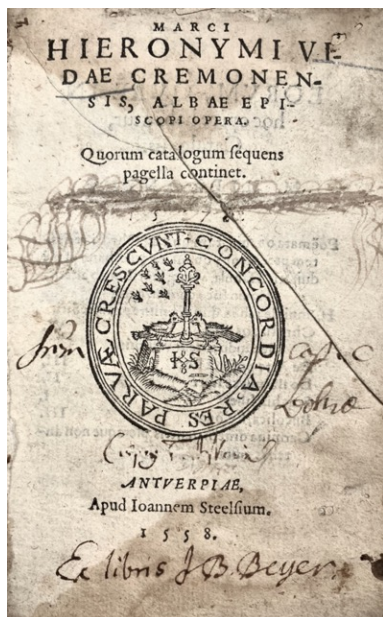 MARCI
HIERONYMI VI-
DAE CREMONEN-
SIS, ALBAE EPI-
SCOPI OPERA.
Quorum catalogum sequens
pagella continet.
CONCORDIA RES PARVAE CRESCVNT
HS
ANTVERPIAE,
Apud Ioannem Steelsium.
1558.
Ex libris J B Beyer